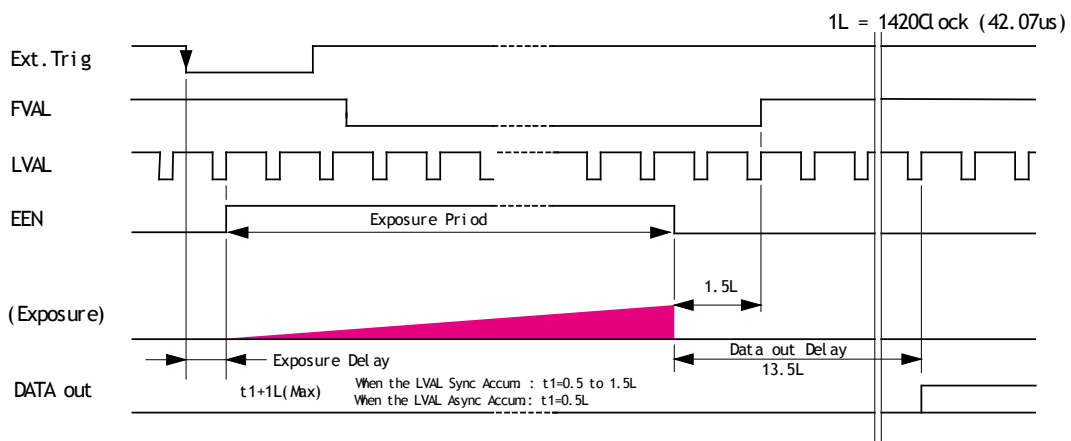 1L = 1420Clock (42.07us)
Ext.Trig
FVAL
LVAL
EEN
Exposure Priod
1.5L
(Exposure)
Exposure Delay
Data out Delay
13.5L
DATA out
t1+1L(Max)
When the LVAL Sync Accum : t1=0.5 to 1.5L
When the LVAL Async Accum: t1=0.5L